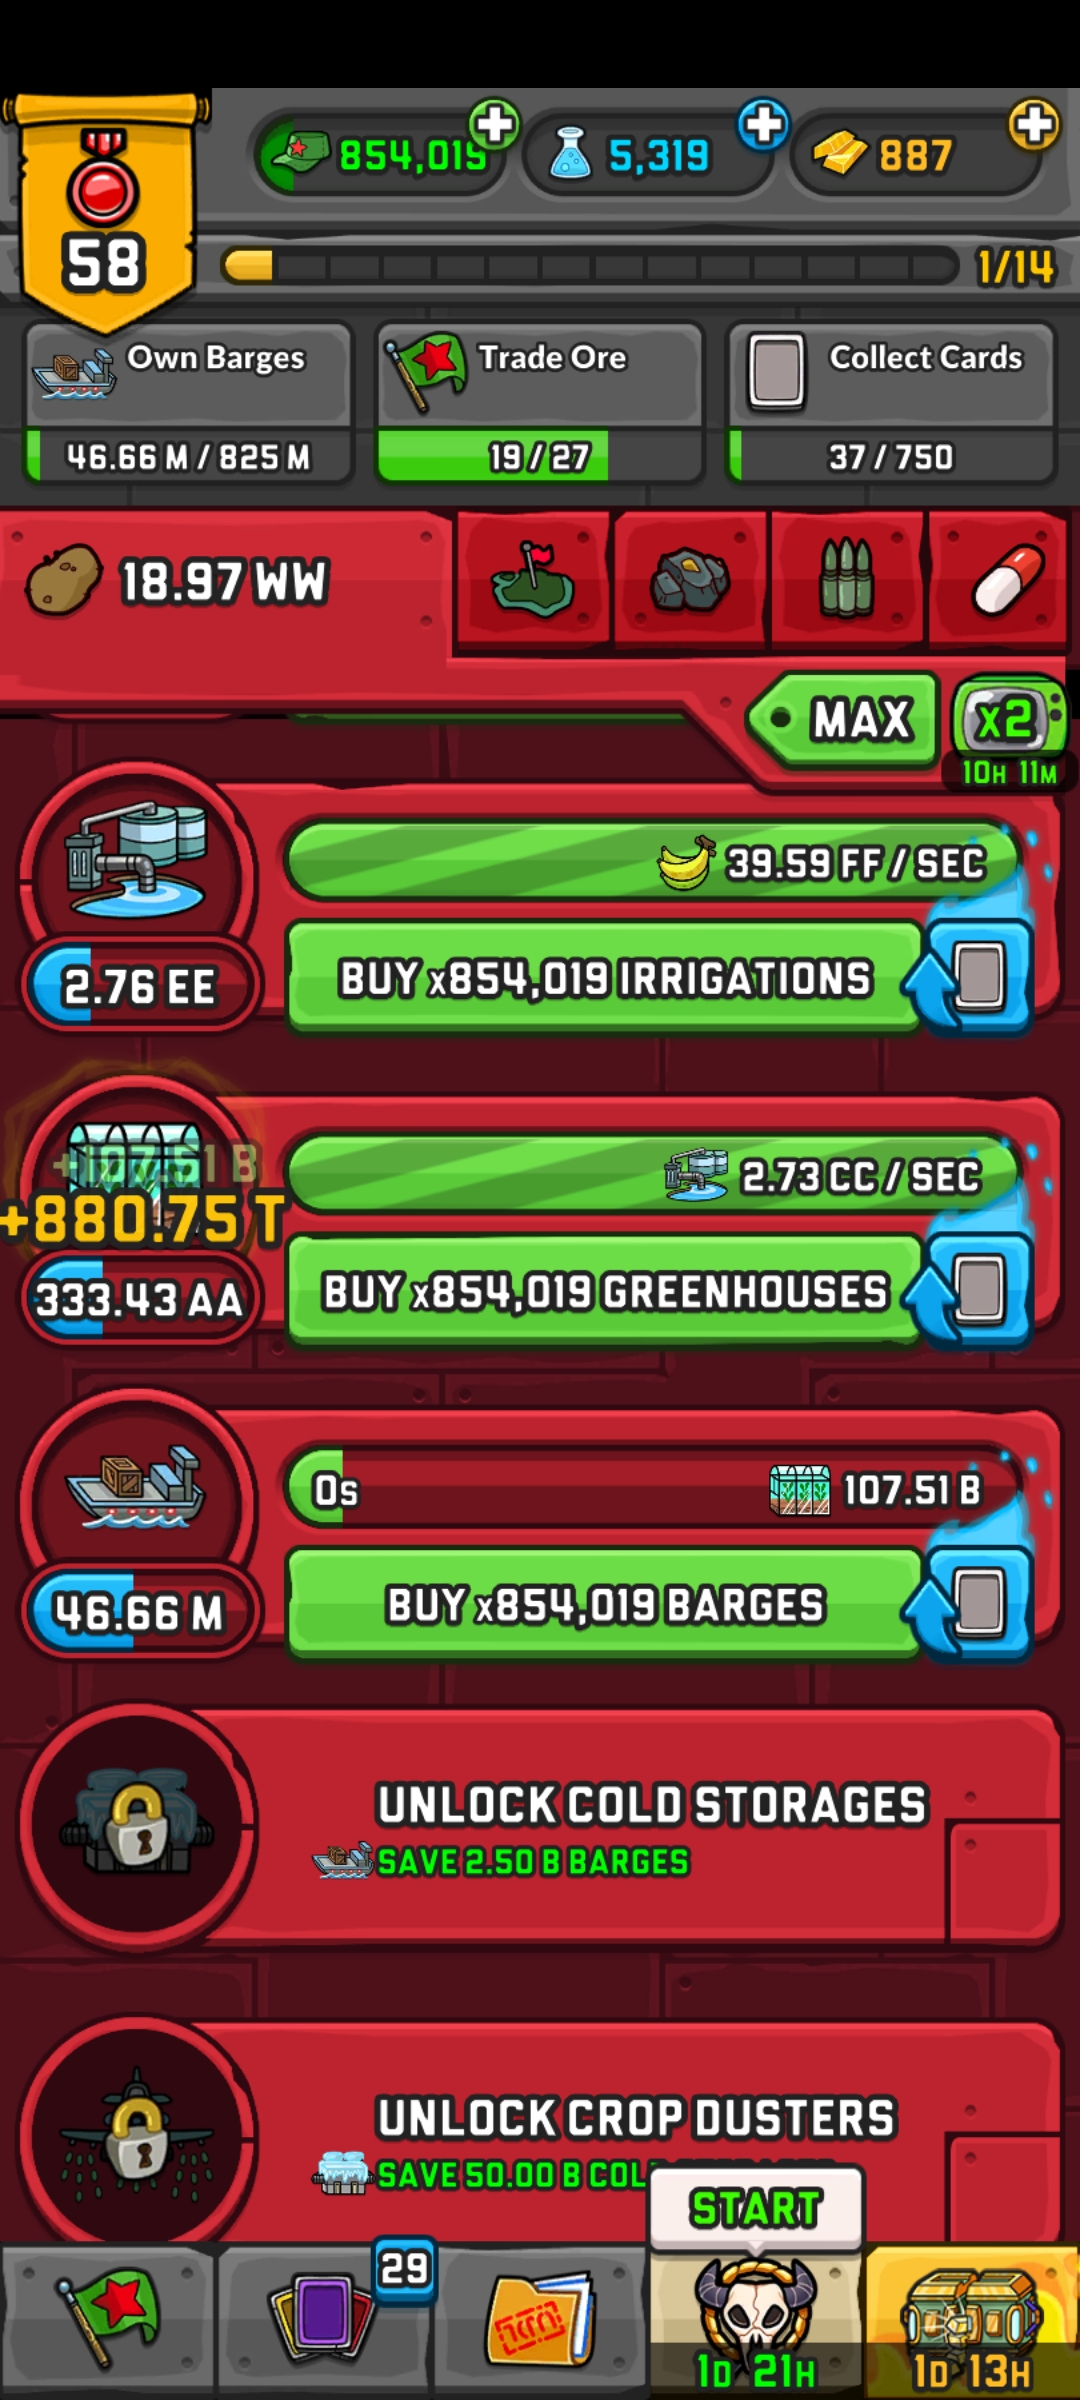 854,019
5,319
887
58
1/14
Own Barges
46.66 M / 825 M
Trade Ore
19 / 27
Collect Cards
37 / 750
18.97 WW
MAX
x2
10H 11M
39.59 FF / SEC
2.76 EE
BUY x854,019 IRRIGATIONS
+107.51 B
2.73 CC / SEC
+880.75 T
333.43 AA
BUY x854,019 GREENHOUSES
0s
107.51 B
46.66 M
BUY x854,019 BARGES
UNLOCK COLD STORAGES
SAVE 2.50 B BARGES
UNLOCK CROP DUSTERS
SAVE 50.00 B COL
START
29
1D 21H
1D 13H